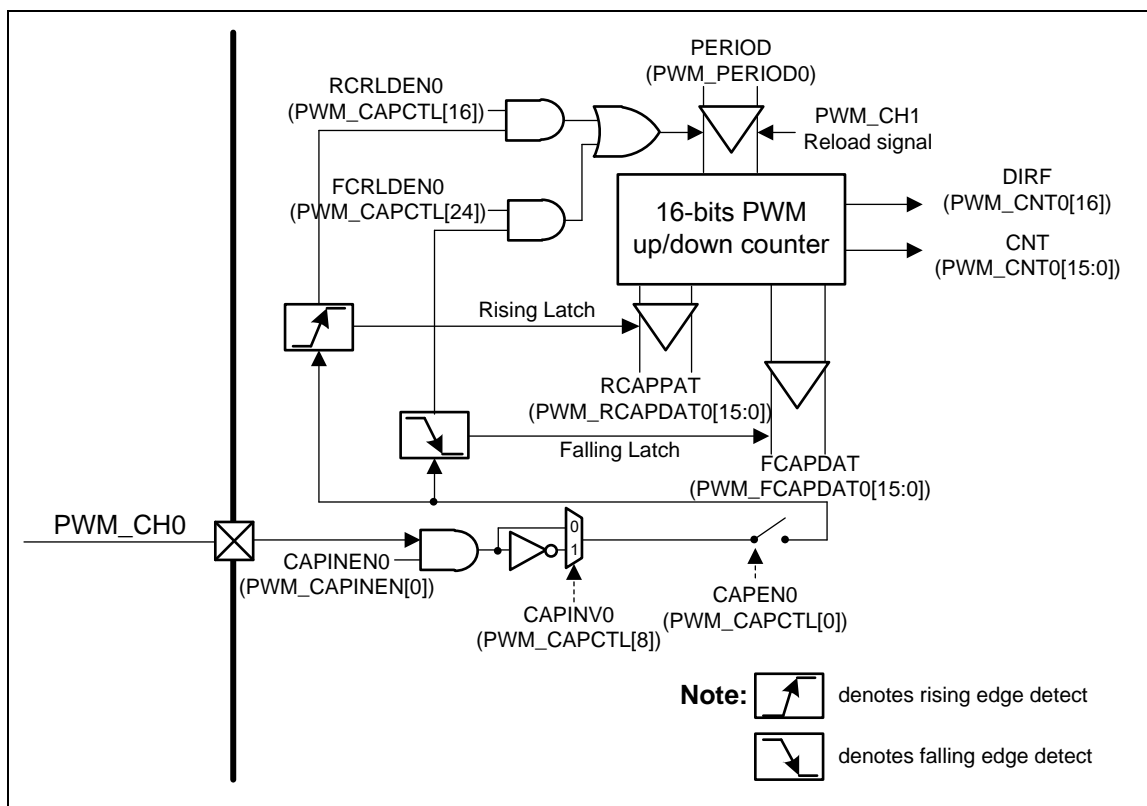 PERIOD
(PWM_PERIOD0)
RCRLDEN0
(PWM_CAPCTL[16])
PWM_CH1
Reload signal
FCRLDEN0
(PWM_CAPCTL[24])
16-bits PWM
up/down counter
DIRF
(PWM_CNT0[16])
CNT
(PWM_CNT0[15:0])
Rising Latch
RCAPPAT
(PWM_RCAPDAT0[15:0])
Falling Latch
FCAPDAT
(PWM_FCAPDAT0[15:0])
PWM_CH0
CAPINEN0
(PWM_CAPINEN[0])
0
1
CAPINV0
(PWM_CAPCTL[8])
CAPEN0
(PWM_CAPCTL[0])
Note:
denotes rising edge detect
denotes falling edge detect